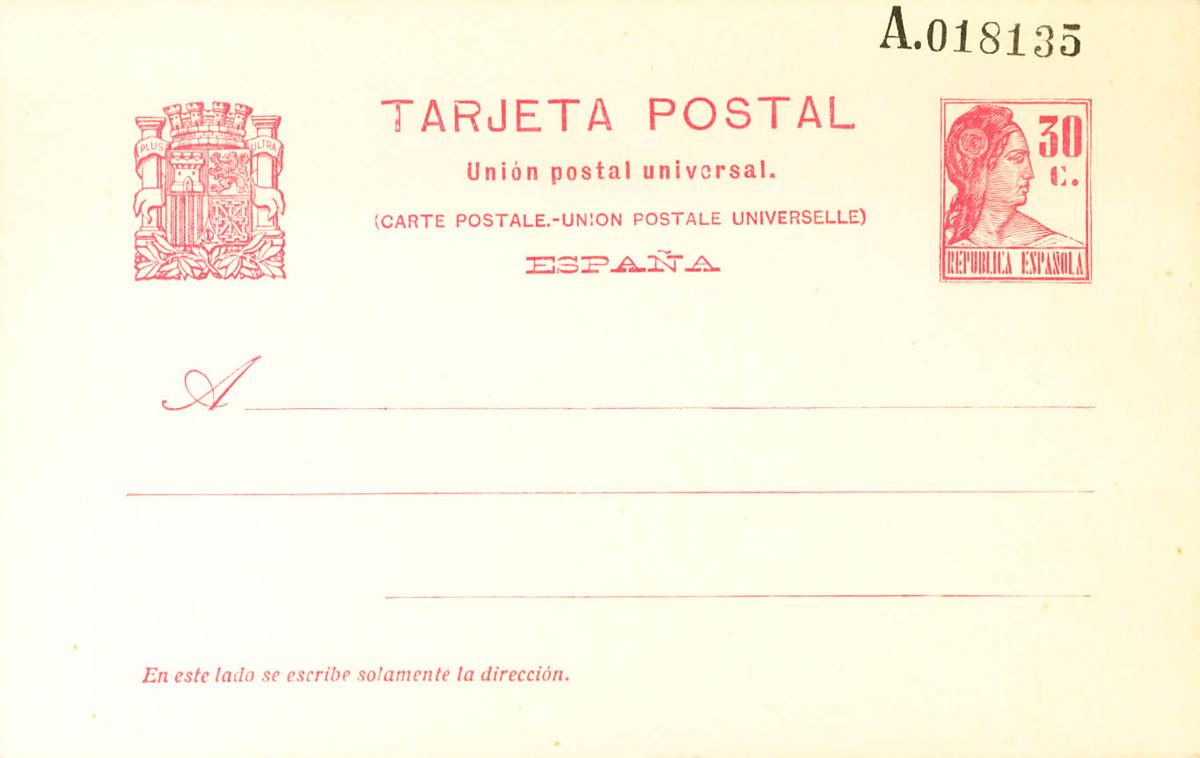 A.018135
TARJETA POSTAL
Unión postal universal.
(CARTE POSTALE.-UNION POSTALE UNIVERSELLE)
ESPAÑA
PLUS ULTRA
30 C.
REPUBLICA ESPAÑOLA
A
En este lado se escribe solamente la dirección.